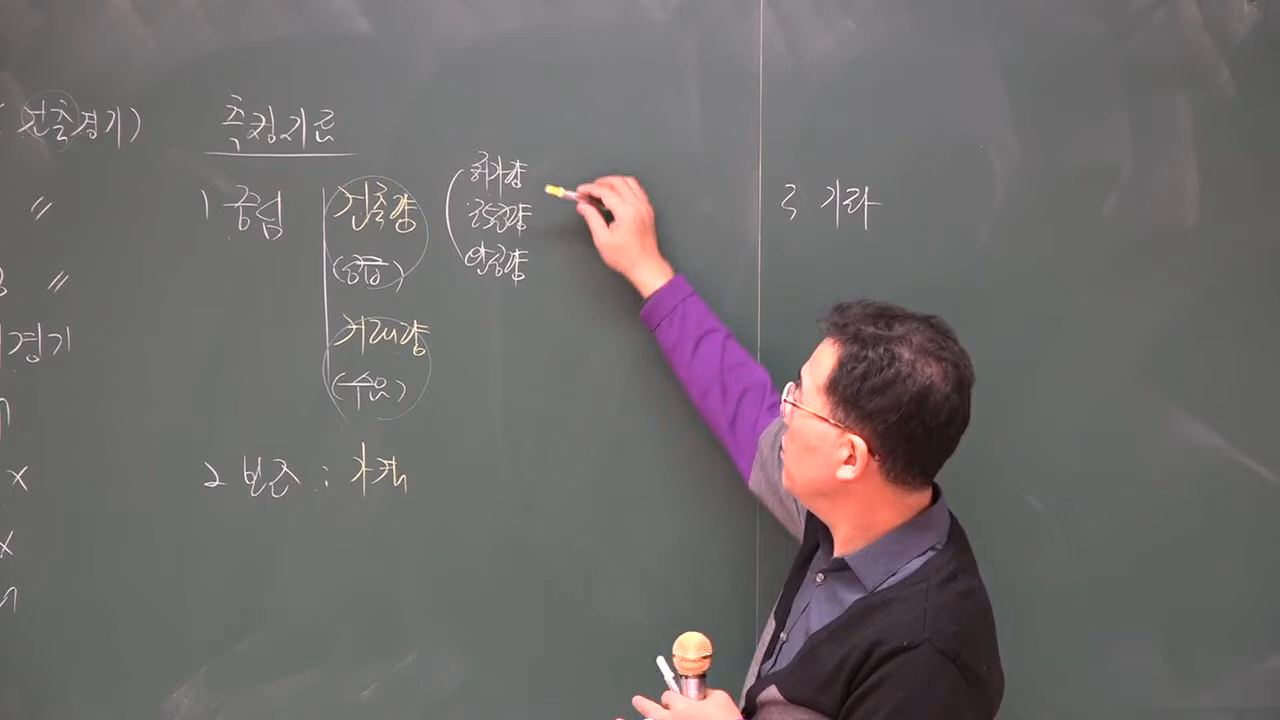 ( 건축경기)
측정지표
〃
1 중심
건축량
(공급)
허가량
착공량
완공량
3 기타
〃
경기
거래량
(수요)
2 보조 : 가격
x
x